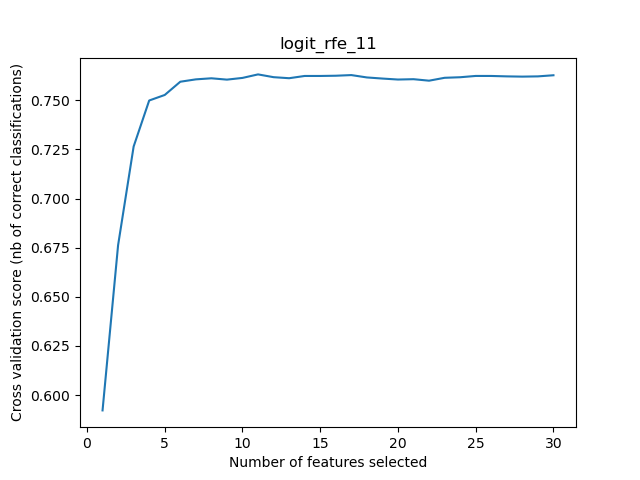 logit_rfe_11
Cross validation score (nb of correct classifications)
0.750
0.725
0.700
0.675
0.650
0.625
0.600
0 5 10 15 20 25 30
Number of features selected